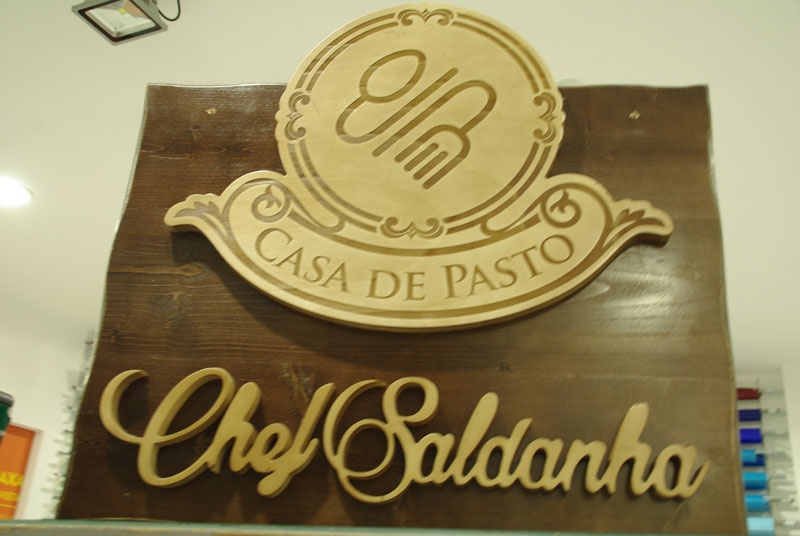 CASA DE PASTO
Chef Saldanha